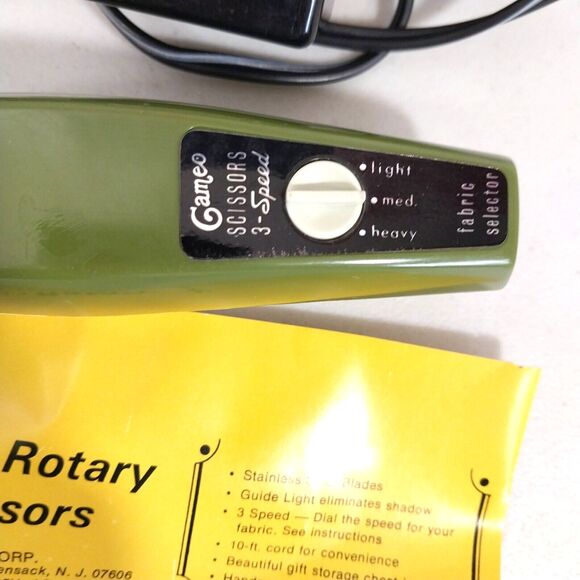 Cameo
SCISSORS
3-Speed
• light
• med.
• heavy
fabric
selector
Rotary
sors
ORP.
ensack, N. J. 07606
• Stainless Blades
• Guide Light eliminates shadow
• 3 Speed — Dial the speed for your
fabric. See instructions
• 10-ft. cord for convenience
• Beautiful gift storage chest